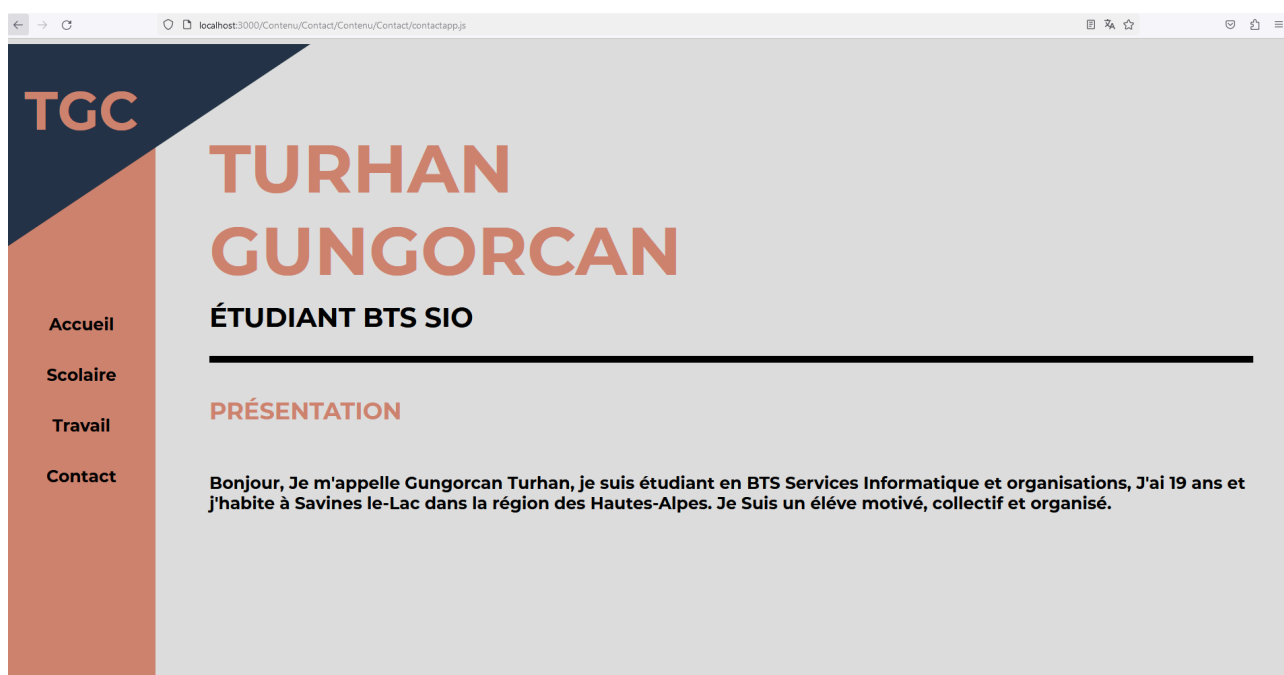 localhost:3000/Contenu/Contact/Contenu/Contact/contactapp.js
TGC
TURHAN
GUNGORCAN
ÉTUDIANT BTS SIO
Accueil
Scolaire
Travail
Contact
PRÉSENTATION
Bonjour, Je m'appelle Gungorcan Turhan, je suis étudiant en BTS Services Informatique et organisations, J'ai 19 ans et
j'habite à Savines le-Lac dans la région des Hautes-Alpes. Je Suis un éléve motivé, collectif et organisé.